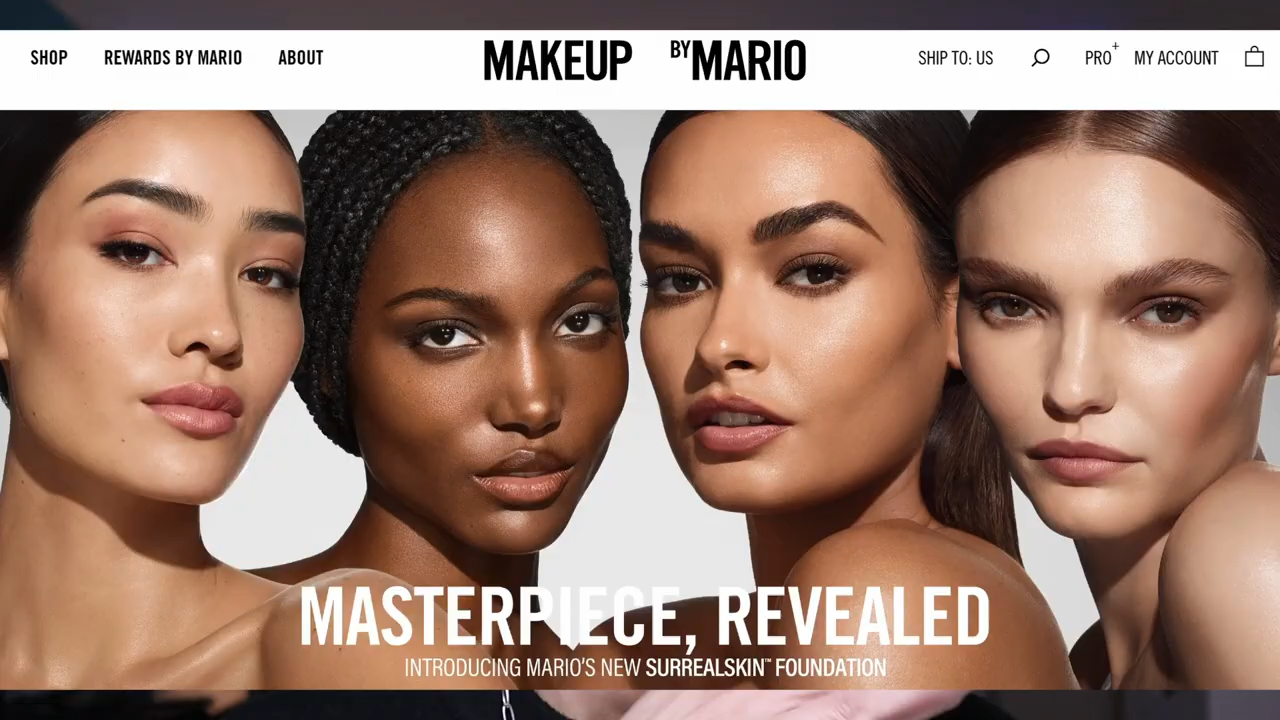 SHOP
REWARDS BY MARIO
ABOUT
MAKEUP BY MARIO
SHIP TO: US
PRO+
MY ACCOUNT
MASTERPIECE, REVEALED
INTRODUCING MARIO'S NEW SURREALSKIN™ FOUNDATION